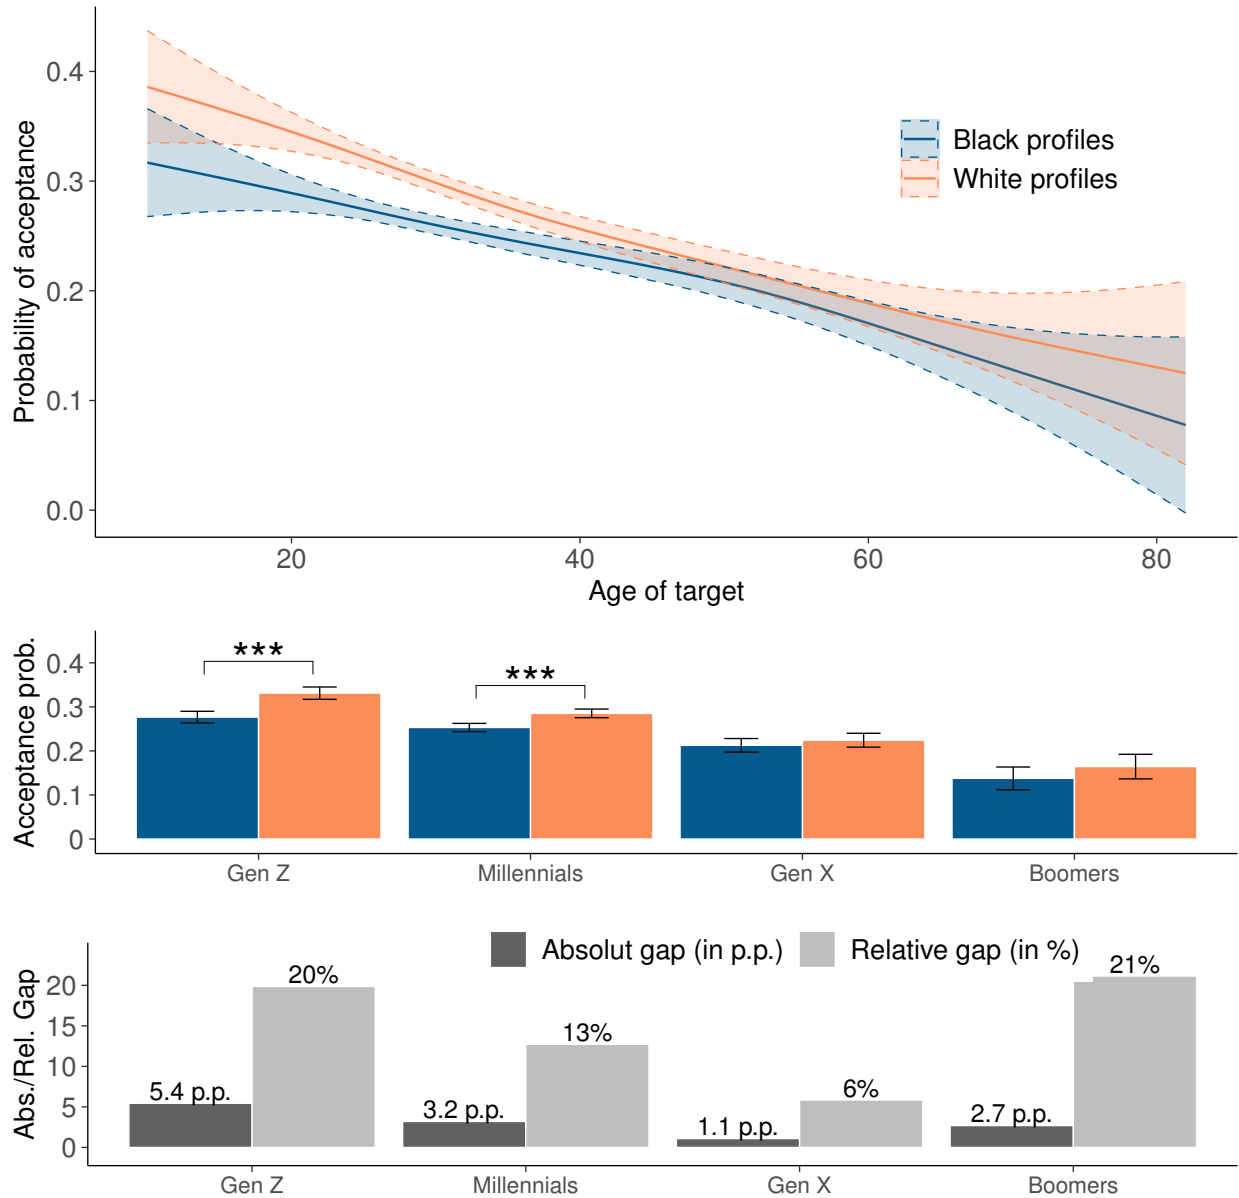 0.4
0.3
0.2
0.1
0.0
Probability of acceptance
Black profiles
White profiles
20
40
60
80
Age of target
Acceptance prob.
0.4
0.3
0.2
0.1
0
***
***
Gen Z
Millennials
Gen X
Boomers
Absolut gap (in p.p.)
Relative gap (in %)
Abs./Rel. Gap
20
15
10
5
0
5.4 p.p.
20%
3.2 p.p.
13%
1.1 p.p.
6%
2.7 p.p.
21%
Gen Z
Millennials
Gen X
Boomers